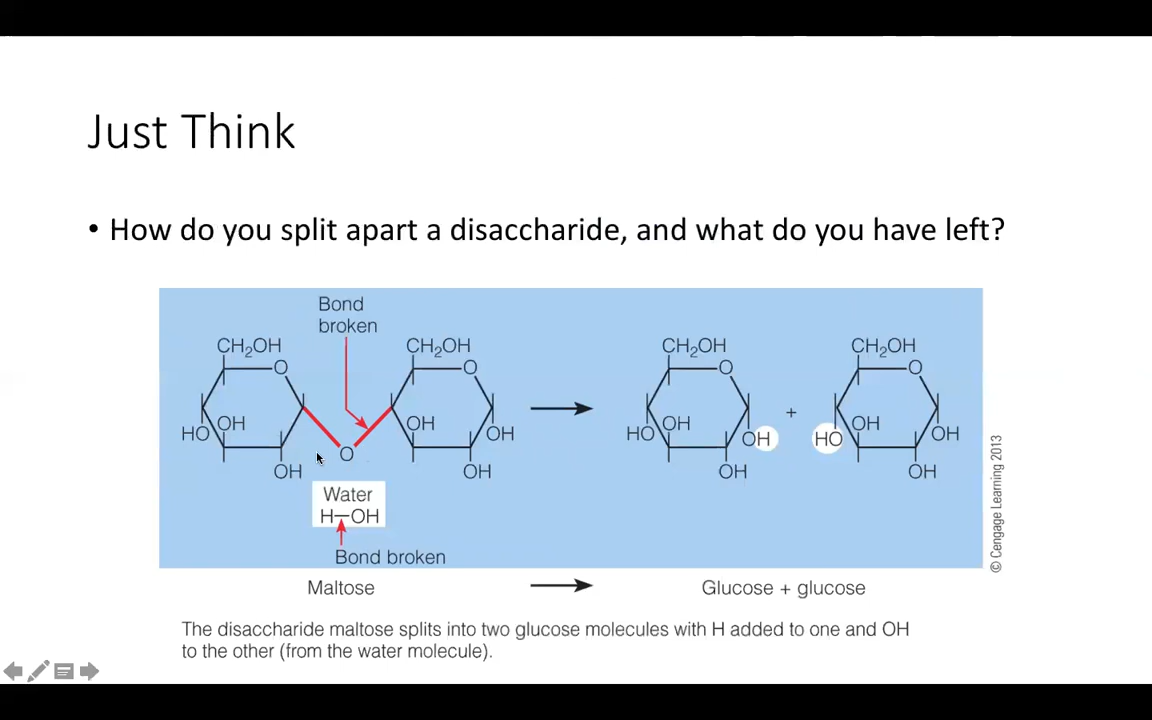 Just Think
• How do you split apart a disaccharide, and what do you have left?
Bond
broken
CH₂OH
O
HO
OH
OH
O
CH₂OH
O
OH
OH
OH
CH₂OH
O
HO
OH
OH
OH
+
CH₂OH
O
HO
OH
OH
OH
Water
H—OH
Bond broken
Maltose
Glucose + glucose
© Cengage Learning 2013
The disaccharide maltose splits into two glucose molecules with H added to one and OH
to the other (from the water molecule).